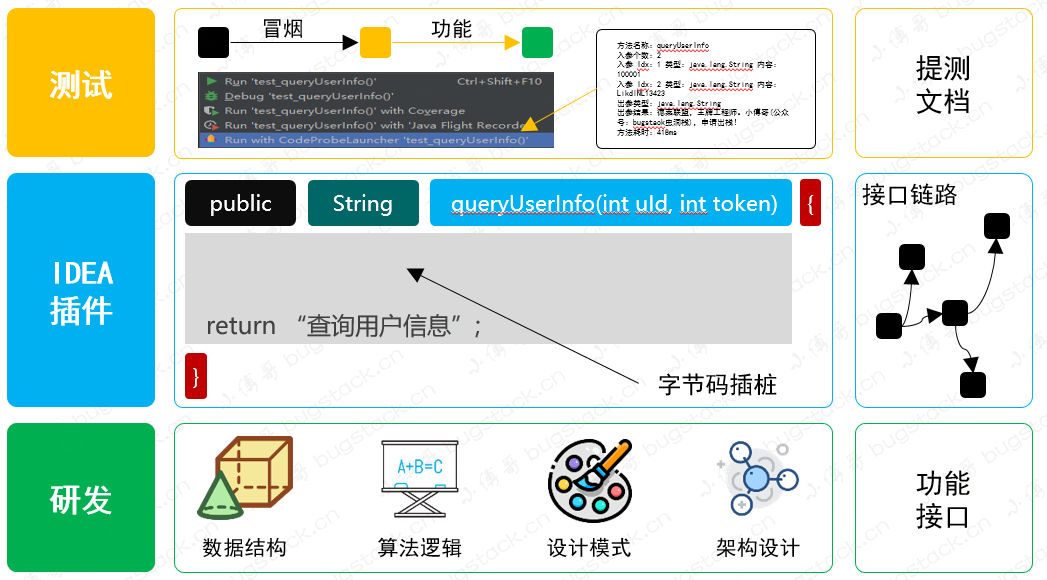 测试
冒烟
功能
Run 'test_queryUserInfo()'
Ctrl+Shift+F10
Debug 'test_queryUserInfo()'
Run 'test_queryUserInfo()' with Coverage
Run 'test_queryUserInfo()' with 'Java Flight Recorde
Run with CodeProbeLauncher 'test_queryUserInfo()'
方法名称: queryUserInfo
入参个数: 2
入参 Idx: 1 类型: java.lang.String 内容:
100001
入参 Idx: 2 类型: java.lang.String 内容:
LikdlNL13423
出参类型: java.lang.String
出参结果: 德莱联盟, 王牌工程师。小傅哥(公众
号: bugstack虫洞栈), 申请出栈!
方法耗时: 416ms
提测
文档
IDEA
插件
public
String
queryUserInfo(int uId, int token)
{
return “查询用户信息”;
}
字节码插桩
接口链路
研发
A+B=C
数据结构
算法逻辑
设计模式
架构设计
功能
接口
小傅哥 bugstack.cn